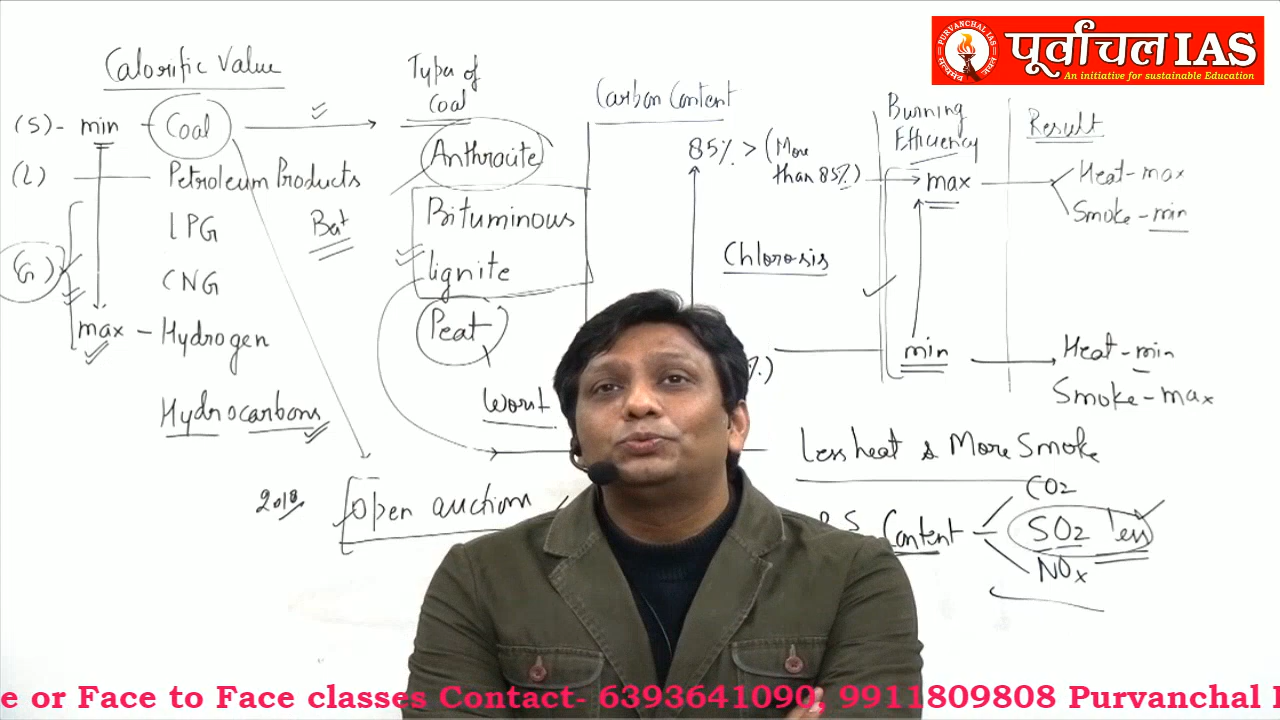 पूर्वांचल IAS
An initiative for sustainable Education
PURVANCHAL IAS
Calorific Value
Type of
Coal
Carbon Content
Burning
Efficiency
Result
(S) - min - Coal
Anthracite
85% > (More
than 85%)
max
Heat-max
Smoke-min
(L)
Petroleum Products
Bat
Bituminous
LPG
(G)
CNG
lignite
Chlorosis
max - Hydrogen
Peat
%)
min
Heat-min
Smoke-max
Hydrocarbons
Worst
Less heat & More Smoke
2018
open auction
S Content
CO2
SO2 less
NOx
e or Face to Face classes Contact- 6393641090, 9911809808 Purvanchal I